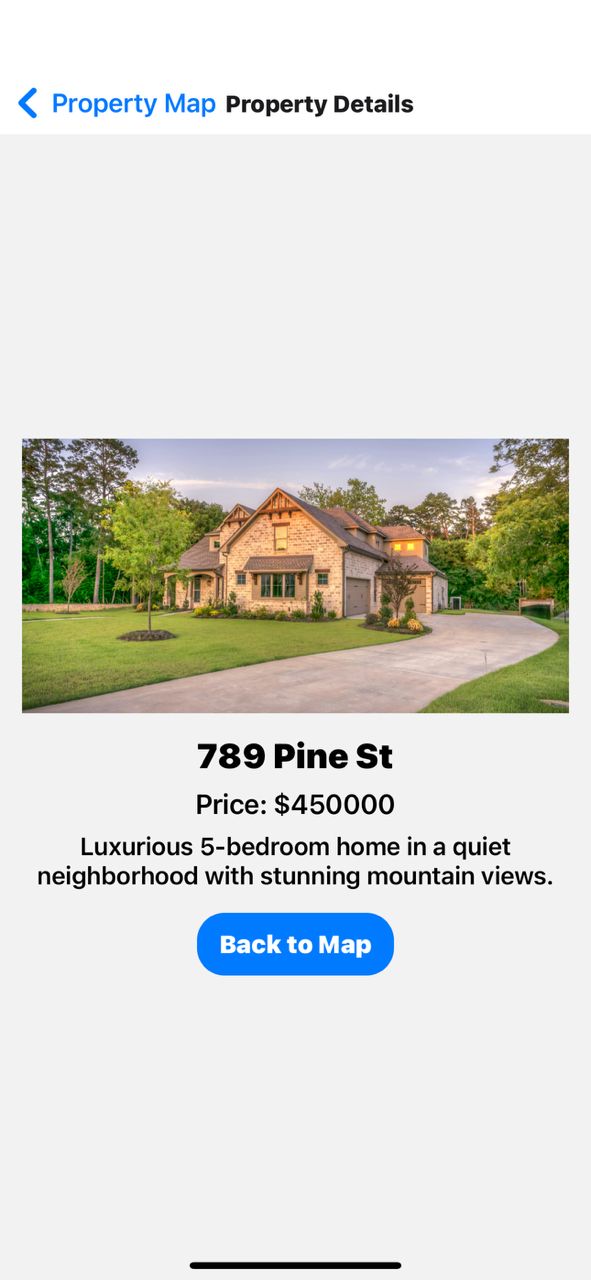 Property Map Property Details
789 Pine St
Price: $450000
Luxurious 5-bedroom home in a quiet
neighborhood with stunning mountain views.
Back to Map